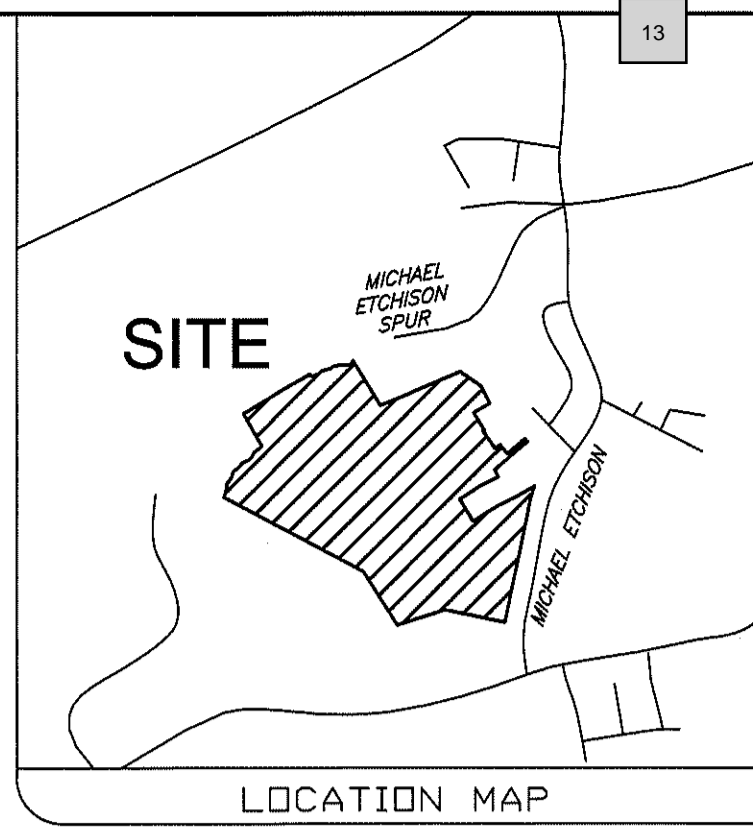 13
MICHAEL
ETCHISON
SPUR
SITE
MICHAEL ETCHISON
LOCATION MAP